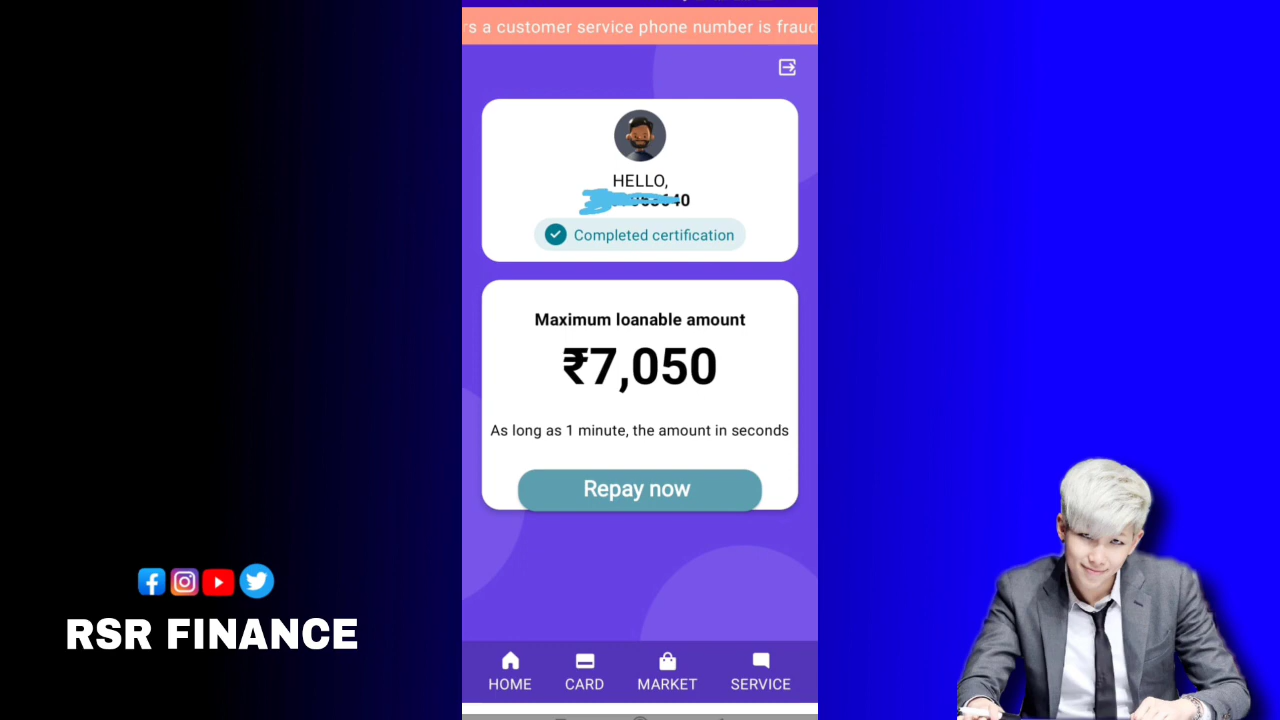 s a customer service phone number is frauc
HELLO,
40
Completed certification
Maximum loanable amount
₹7,050
As long as 1 minute, the amount in seconds
Repay now
HOME
CARD
MARKET
SERVICE
RSR FINANCE